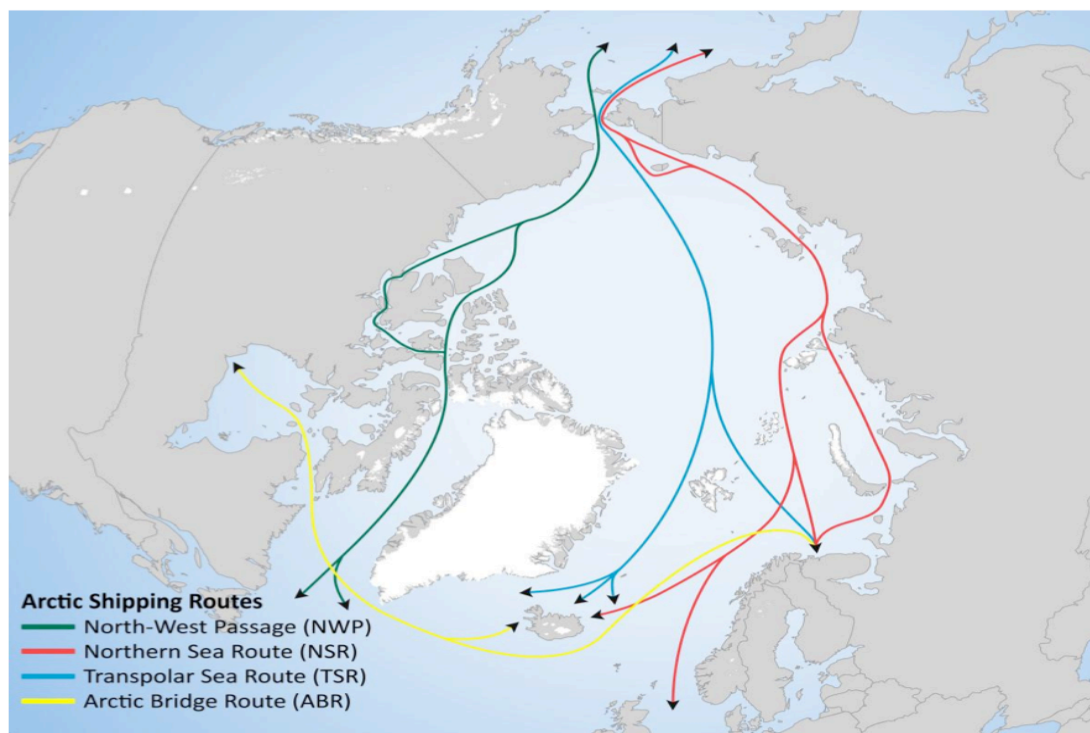 Arctic Shipping Routes
North-West Passage (NWP)
Northern Sea Route (NSR)
Transpolar Sea Route (TSR)
Arctic Bridge Route (ABR)